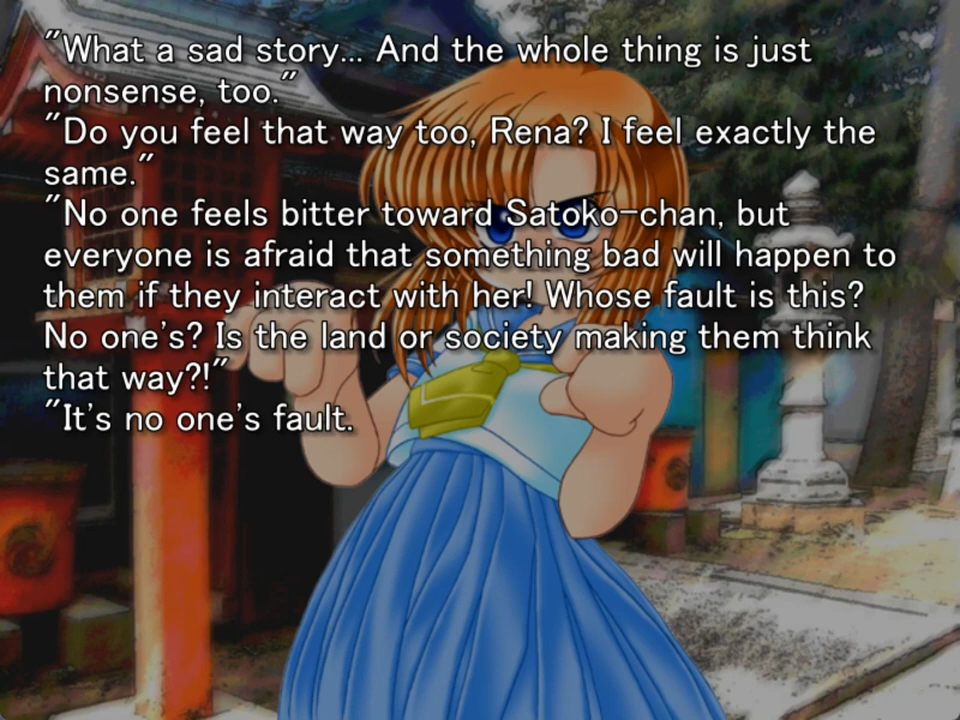 "What a sad story... And the whole thing is just
nonsense, too."
"Do you feel that way too, Rena? I feel exactly the
same."
"No one feels bitter toward Satoko-chan, but
everyone is afraid that something bad will happen to
them if they interact with her! Whose fault is this?
No one's? Is the land or society making them think
that way?!"
"It's no one's fault.